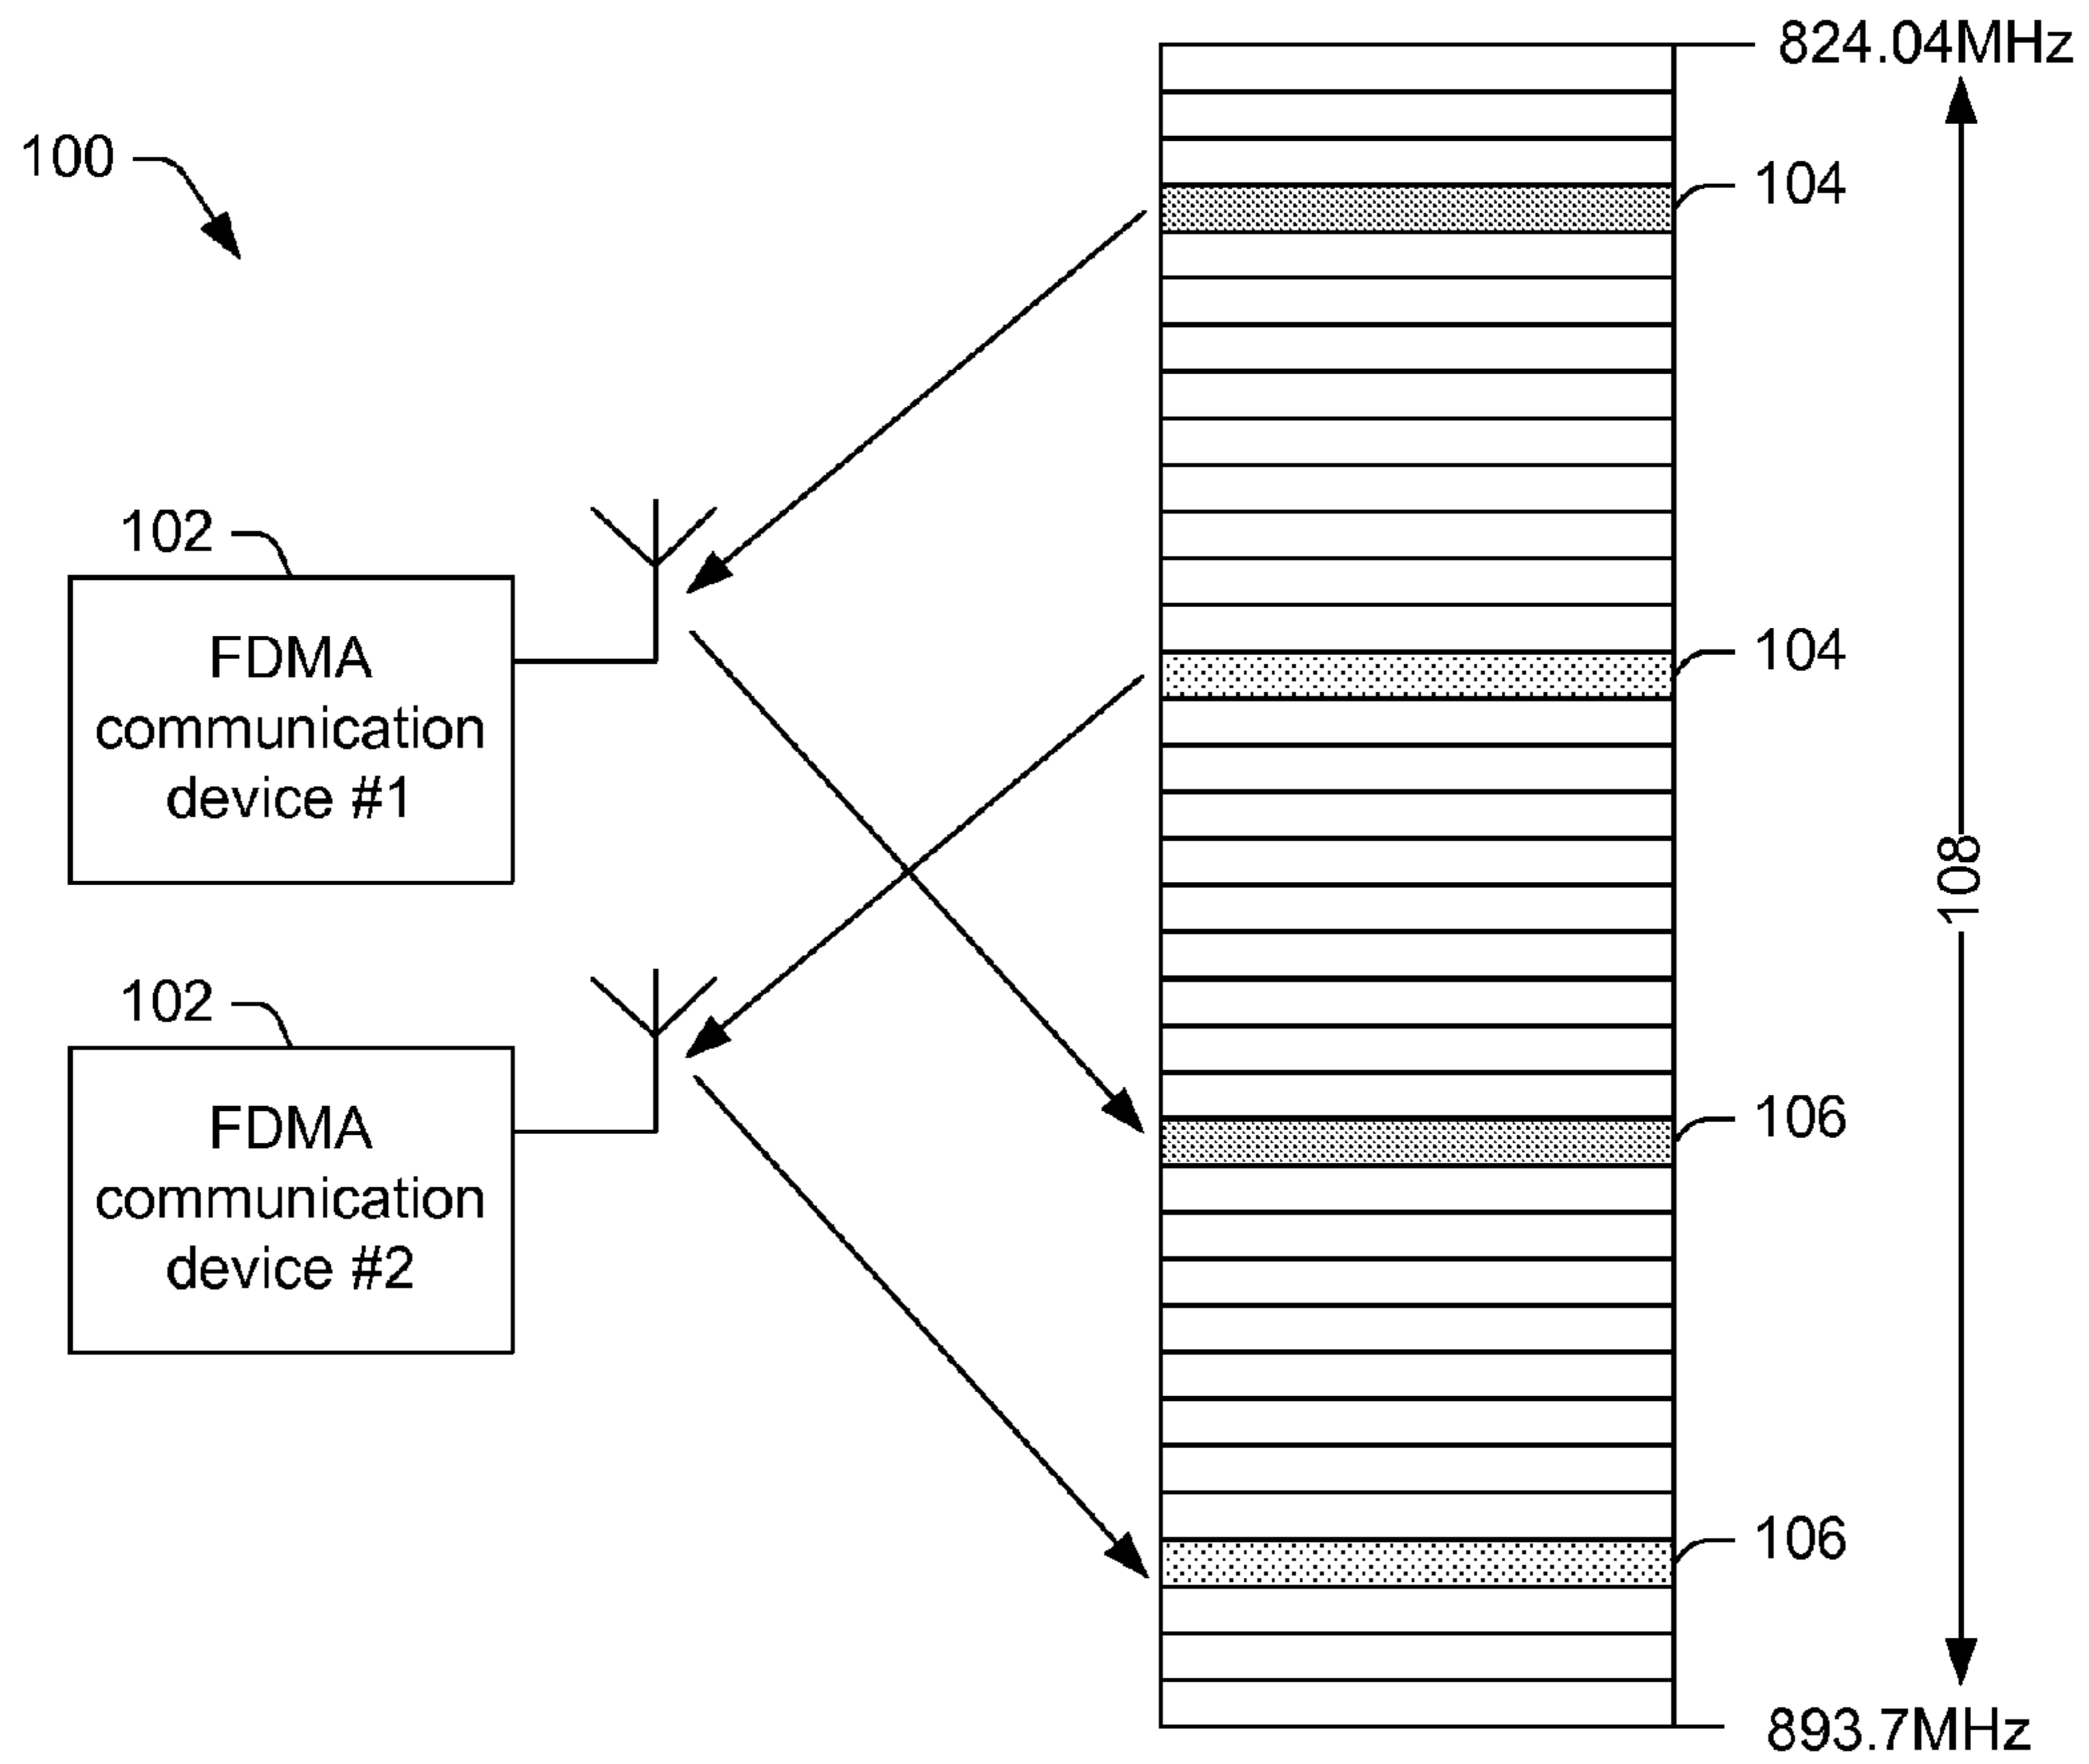 824.04MHz
100
104
102
FDMA
communication
device #1
104
108
102
FDMA
communication
device #2
106
106
893.7MHz